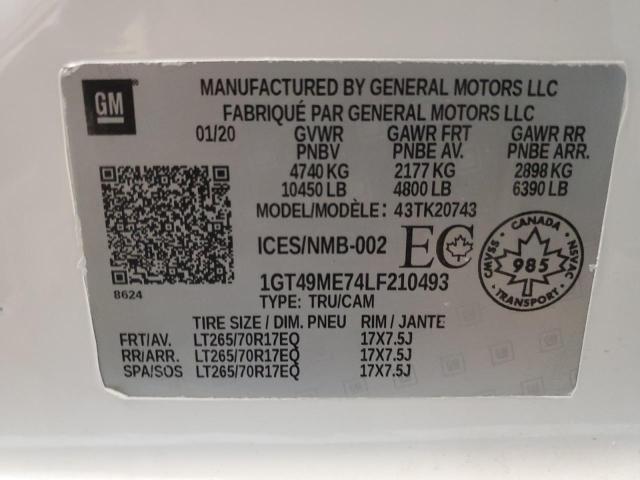 GM
MANUFACTURED BY GENERAL MOTORS LLC
FABRIQUÉ PAR GENERAL MOTORS LLC
01/20 GVWR GAWR FRT GAWR RR
PNBV PNBE AV. PNBE ARR.
4740 KG 2177 KG 2898 KG
10450 LB 4800 LB 6390 LB
MODEL/MODÈLE: 43TK20743
ICES/NMB-002 EC
CANADA
CMVSS 985 NSVAC
TRANSPORT
1GT49ME74LF210493
8624
TYPE: TRU/CAM
TIRE SIZE / DIM. PNEU RIM / JANTE
FRT/AV. LT265/70R17EQ 17X7.5J
RR/ARR. LT265/70R17EQ 17X7.5J
SPA/SOS LT265/70R17EQ 17X7.5J